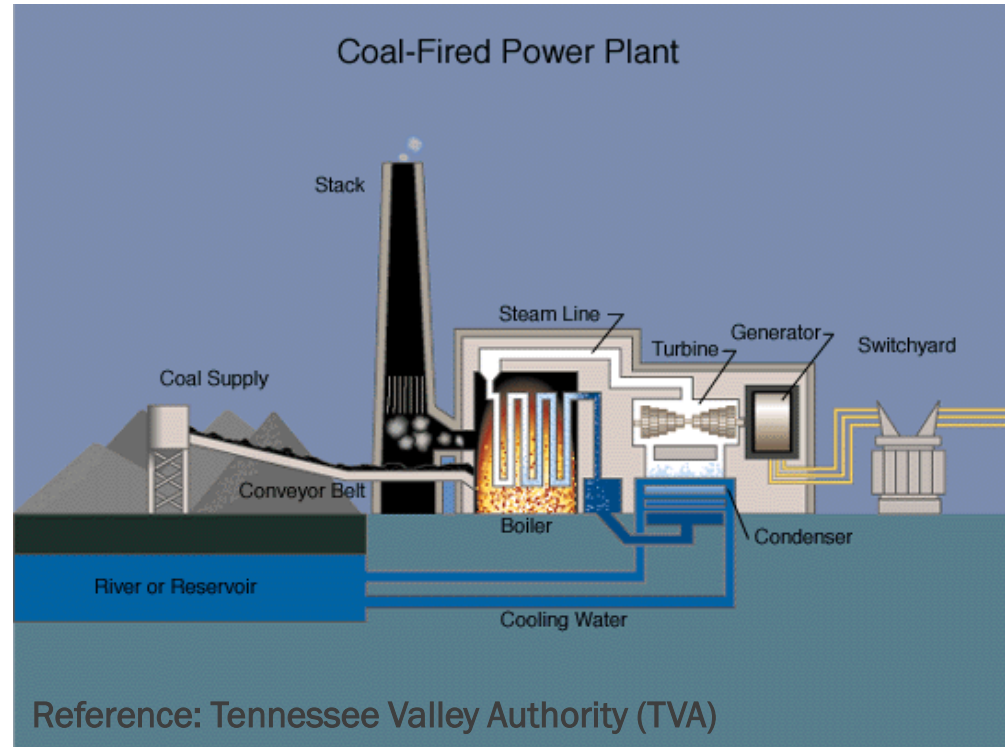 Coal-Fired Power Plant
Stack
Steam Line
Generator
Turbine
Switchyard
Coal Supply
Conveyor Belt
Boiler
Condenser
River or Reservoir
Cooling Water
Reference: Tennessee Valley Authority (TVA)